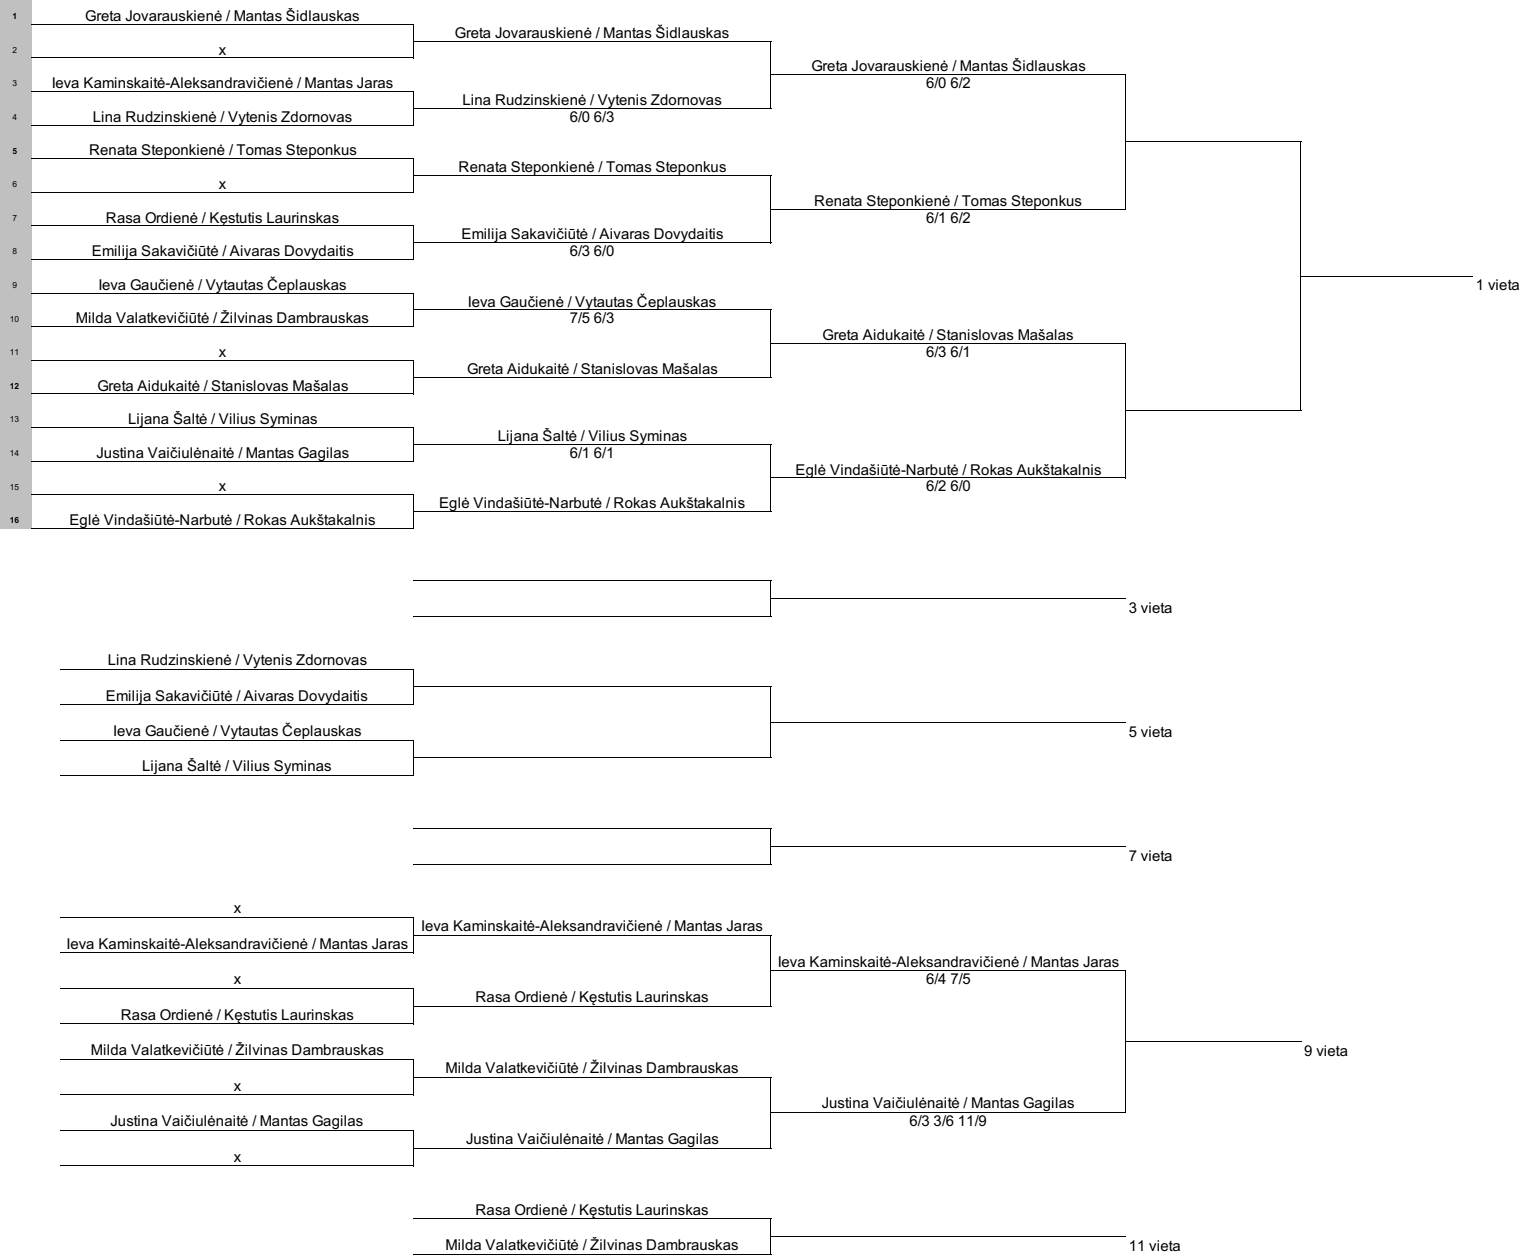 1 Greta Jovarauskienė / Mantas Šidlauskas
Greta Jovarauskienė / Mantas Šidlauskas
2 x
Greta Jovarauskienė / Mantas Šidlauskas
6/0 6/2
3 Ieva Kaminskaitė-Aleksandravičienė / Mantas Jaras
Lina Rudzinskienė / Vytenis Zdornovas
6/0 6/3
4 Lina Rudzinskienė / Vytenis Zdornovas
5 Renata Steponkienė / Tomas Steponkus
Renata Steponkienė / Tomas Steponkus
6 x
Renata Steponkienė / Tomas Steponkus
6/1 6/2
7 Rasa Ordienė / Kęstutis Laurinskas
Emilija Sakavičiūtė / Aivaras Dovydaitis
6/3 6/0
8 Emilija Sakavičiūtė / Aivaras Dovydaitis
9 Ieva Gaučienė / Vytautas Čeplauskas
1 vieta
Ieva Gaučienė / Vytautas Čeplauskas
7/5 6/3
10 Milda Valatkevičiūtė / Žilvinas Dambrauskas
Greta Aidukaitė / Stanislovas Mašalas
6/3 6/1
11 x
Greta Aidukaitė / Stanislovas Mašalas
12 Greta Aidukaitė / Stanislovas Mašalas
13 Lijana Šaltė / Vilius Syminas
Lijana Šaltė / Vilius Syminas
6/1 6/1
14 Justina Vaičiulėnaitė / Mantas Gagilas
Eglė Vindašiūtė-Narbutė / Rokas Aukštakalnis
6/2 6/0
15 x
Eglė Vindašiūtė-Narbutė / Rokas Aukštakalnis
16 Eglė Vindašiūtė-Narbutė / Rokas Aukštakalnis
3 vieta
Lina Rudzinskienė / Vytenis Zdornovas
Emilija Sakavičiūtė / Aivaras Dovydaitis
Ieva Gaučienė / Vytautas Čeplauskas
5 vieta
Lijana Šaltė / Vilius Syminas
7 vieta
x
Ieva Kaminskaitė-Aleksandravičienė / Mantas Jaras
Ieva Kaminskaitė-Aleksandravičienė / Mantas Jaras
Ieva Kaminskaitė-Aleksandravičienė / Mantas Jaras
6/4 7/5
x
Rasa Ordienė / Kęstutis Laurinskas
Rasa Ordienė / Kęstutis Laurinskas
Milda Valatkevičiūtė / Žilvinas Dambrauskas
9 vieta
Milda Valatkevičiūtė / Žilvinas Dambrauskas
x
Justina Vaičiulėnaitė / Mantas Gagilas
6/3 3/6 11/9
Justina Vaičiulėnaitė / Mantas Gagilas
Justina Vaičiulėnaitė / Mantas Gagilas
x
Rasa Ordienė / Kęstutis Laurinskas
Milda Valatkevičiūtė / Žilvinas Dambrauskas
11 vieta